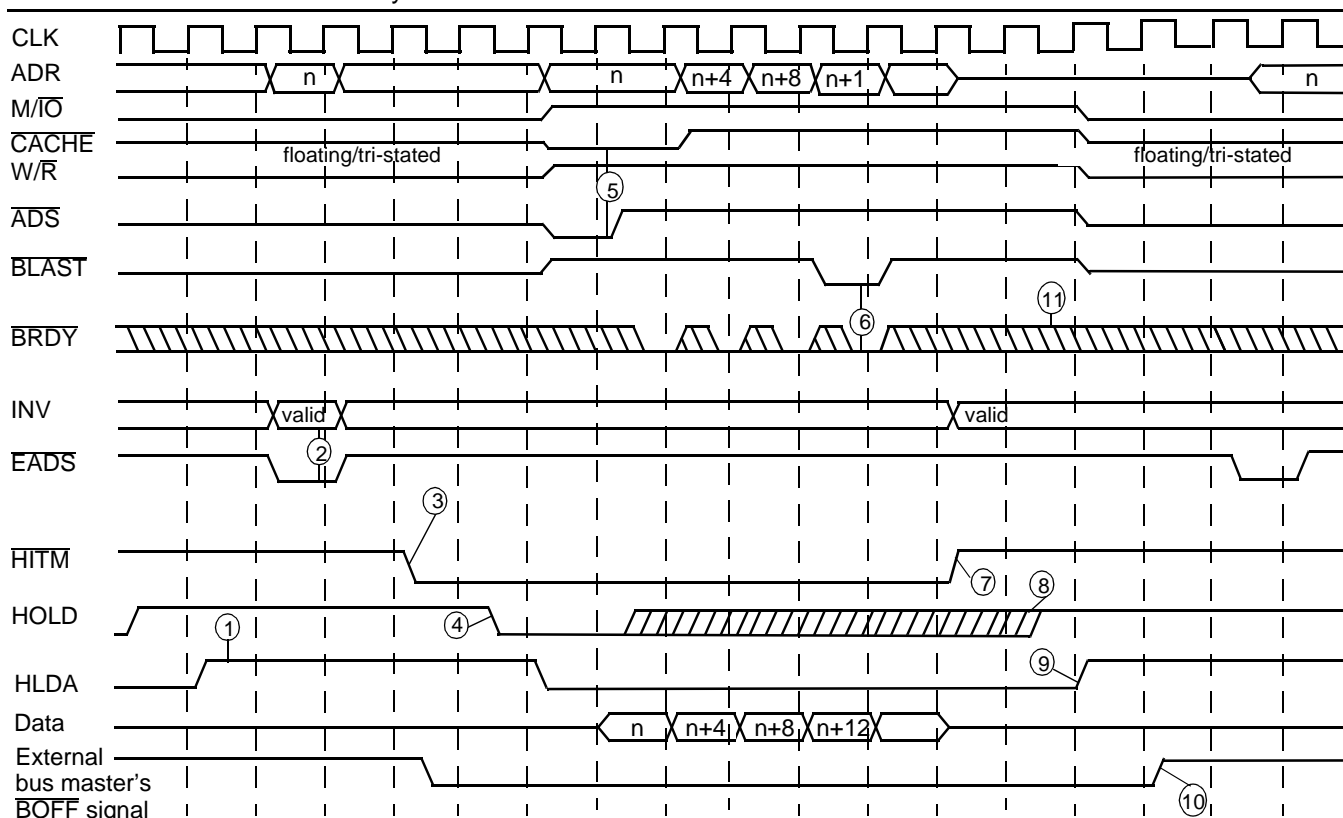 CLK
ADR n n n+4 n+8 n+1 n
M/IO
CACHE
floating/tri-stated floating/tri-stated
W/R
5
ADS
BLAST
11
6
BRDY
INV valid valid
2
EADS
3
HITM
7
8
HOLD
1 4
9
HLDA
Data n n+4 n+8 n+12
External
bus master's
10
BOFF signal